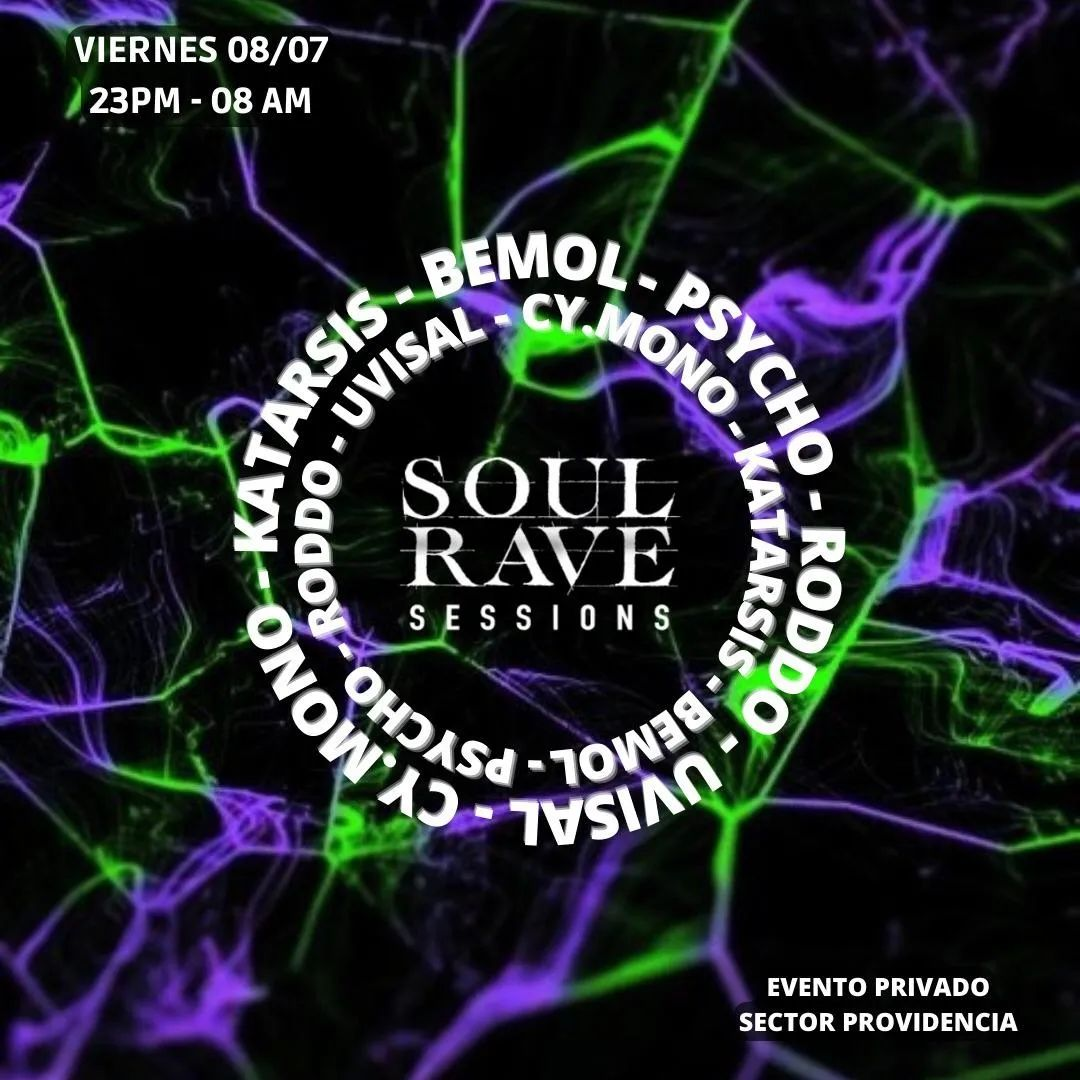 VIERNES 08/07
23PM - 08 AM
BEMOL - PSYCHO - RODDO - UVISAL - CY.MONO - KATARSIS -
CY.MONO - KATARSIS - BEMOL - PSYCHO - RODDO - UVISAL -
SOUL
RAVE
SESSIONS
EVENTO PRIVADO
SECTOR PROVIDENCIA